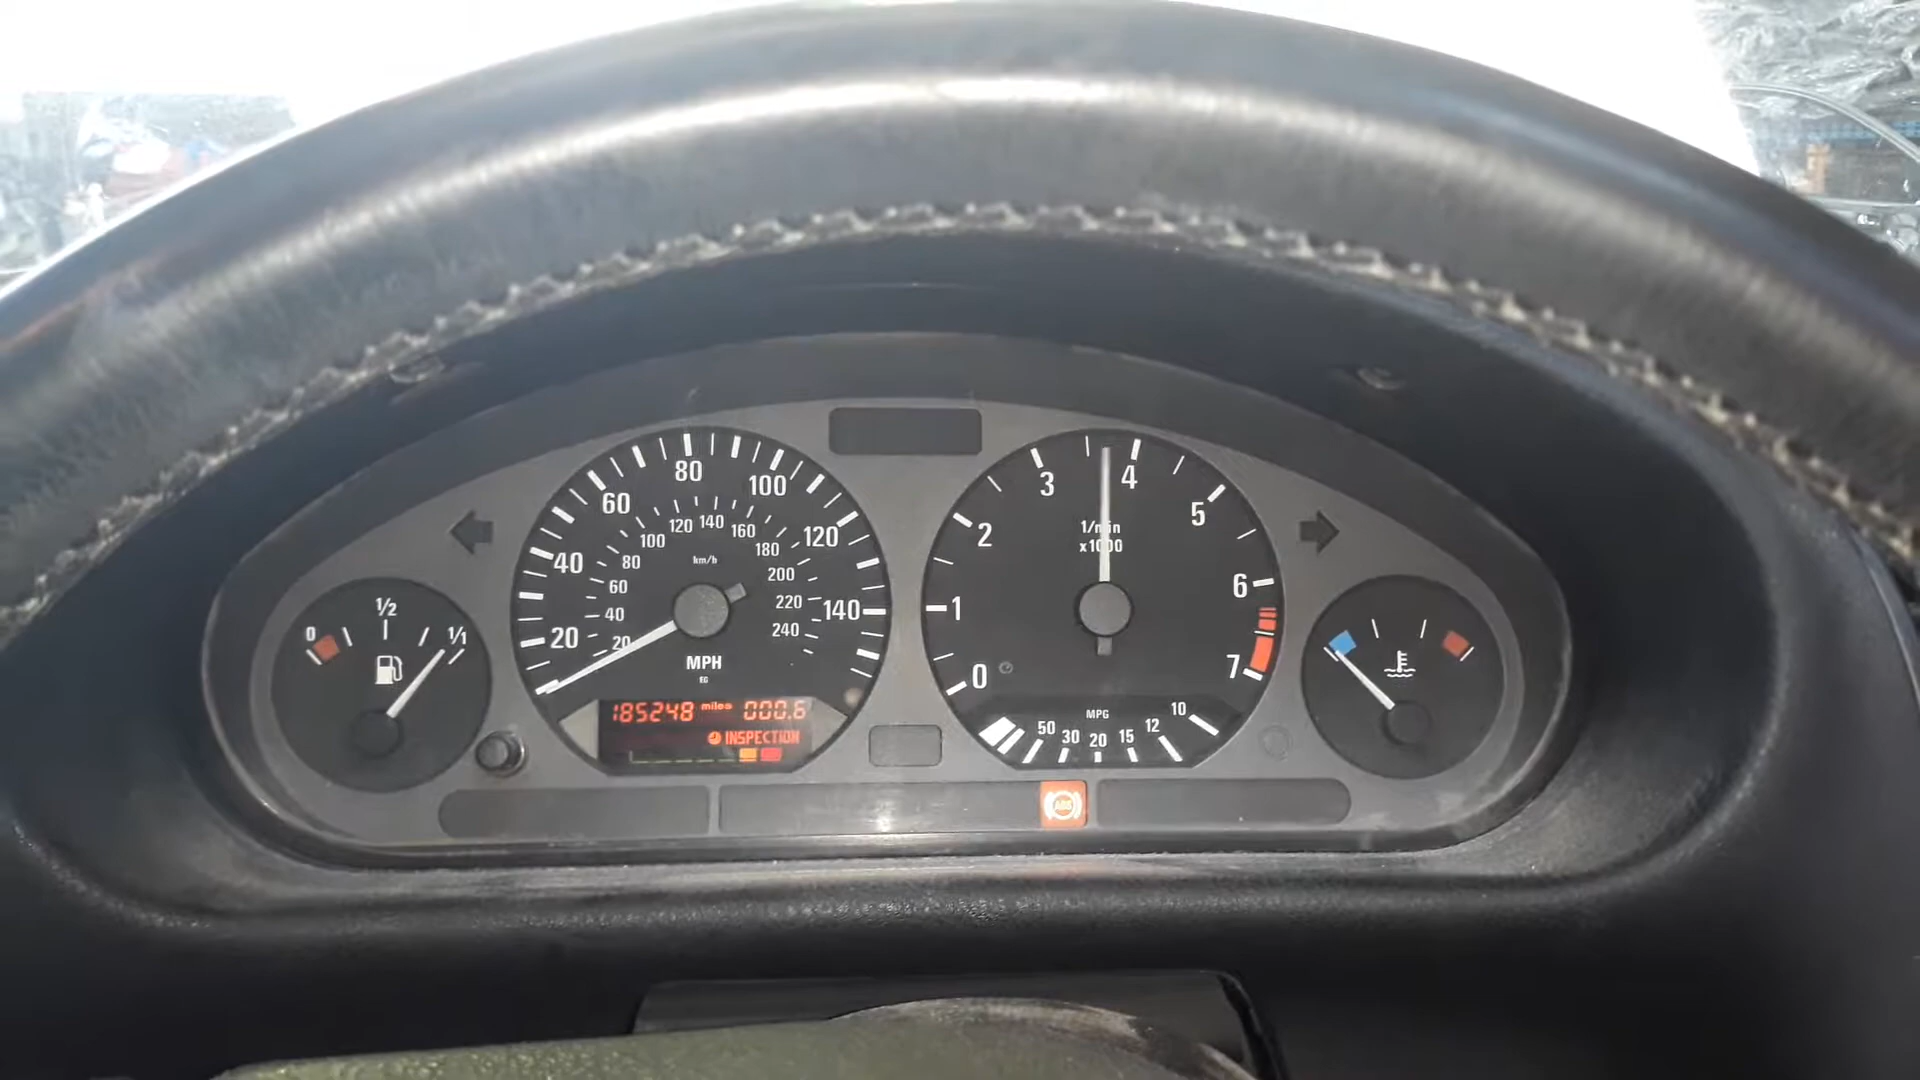 0 1/2 1/1
20 40 60 80 100 120 140
20 40 60 80 100 120 140 160 180 200 220 240
km/h
MPH
EC
185248 miles 000.6
INSPECTION
0 1 2 3 4 5 6 7
1/min
x1000
MPG
50 30 20 15 12 10
ABS